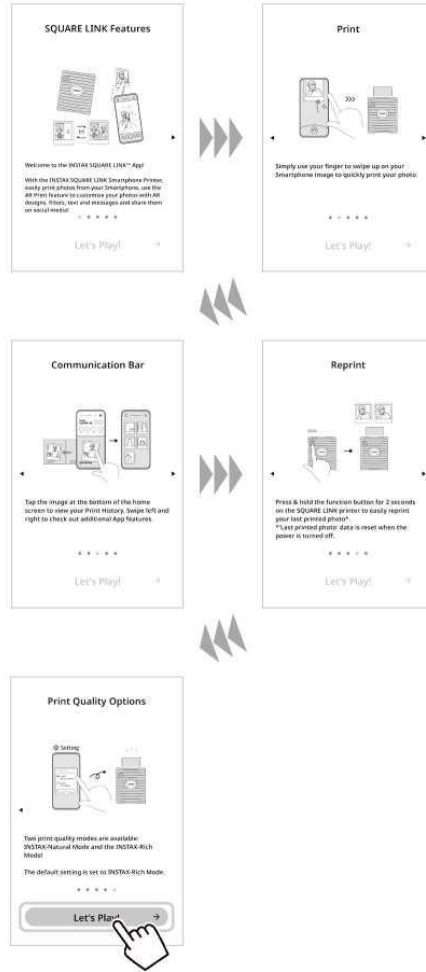 SQUARE LINK Features
Welcome to the INSTAX SQUARE LINK™ App!
With the INSTAX SQUARE LINK Smartphone Printer,
easily print photos from your Smartphone, use the
AR Print feature to customize your photos with AR
designs, filters, text and messages and share them
on social media!
Let's Play!
Print
Simply use your finger to swipe up on your
Smartphone image to quickly print your photo.
Let's Play!
Communication Bar
Tap the image at the bottom of the home
screen to view your Print History. Swipe left and
right to check out additional App features.
Let's Play!
Reprint
Press & hold the function button for 2 seconds
on the SQUARE LINK printer to easily reprint
your last printed photo*.
*'Last printed photo' data is reset when the
power is turned off.
Let's Play!
Print Quality Options
Setting
Two print quality modes are available:
INSTAX-Natural Mode and the INSTAX-Rich
Mode!
The default setting is set to INSTAX-Rich Mode.
Let's Play!